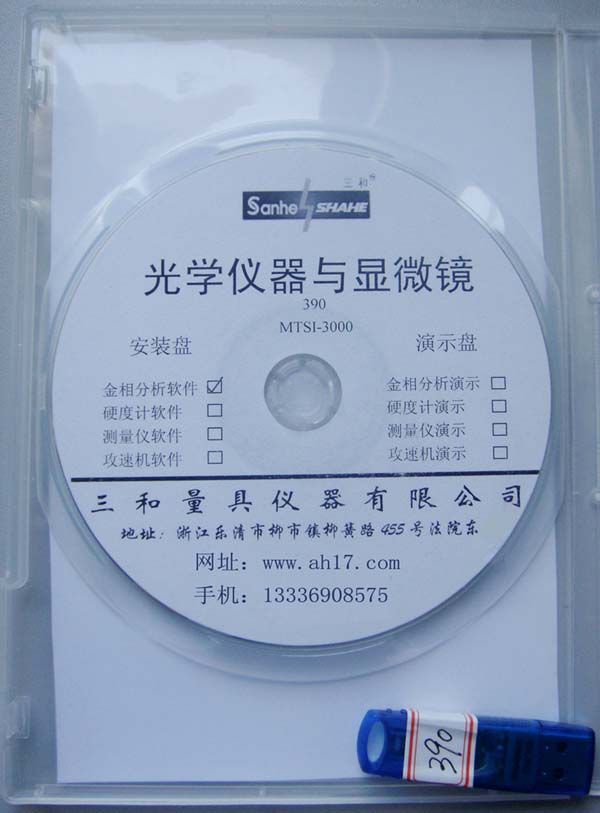 三和®
Sanhe SHAHE
光学仪器与显微镜
390
MTSI-3000
安装盘
金相分析软件 ☑
硬度计软件 □
测量仪软件 □
攻速机软件 □
演示盘
金相分析演示 □
硬度计演示 □
测量仪演示 □
攻速机演示 □
三和量具仪器有限公司
地址：浙江乐清市柳市镇柳黄路455号法院东
网址：www.ah17.com
手机：13336908575
390